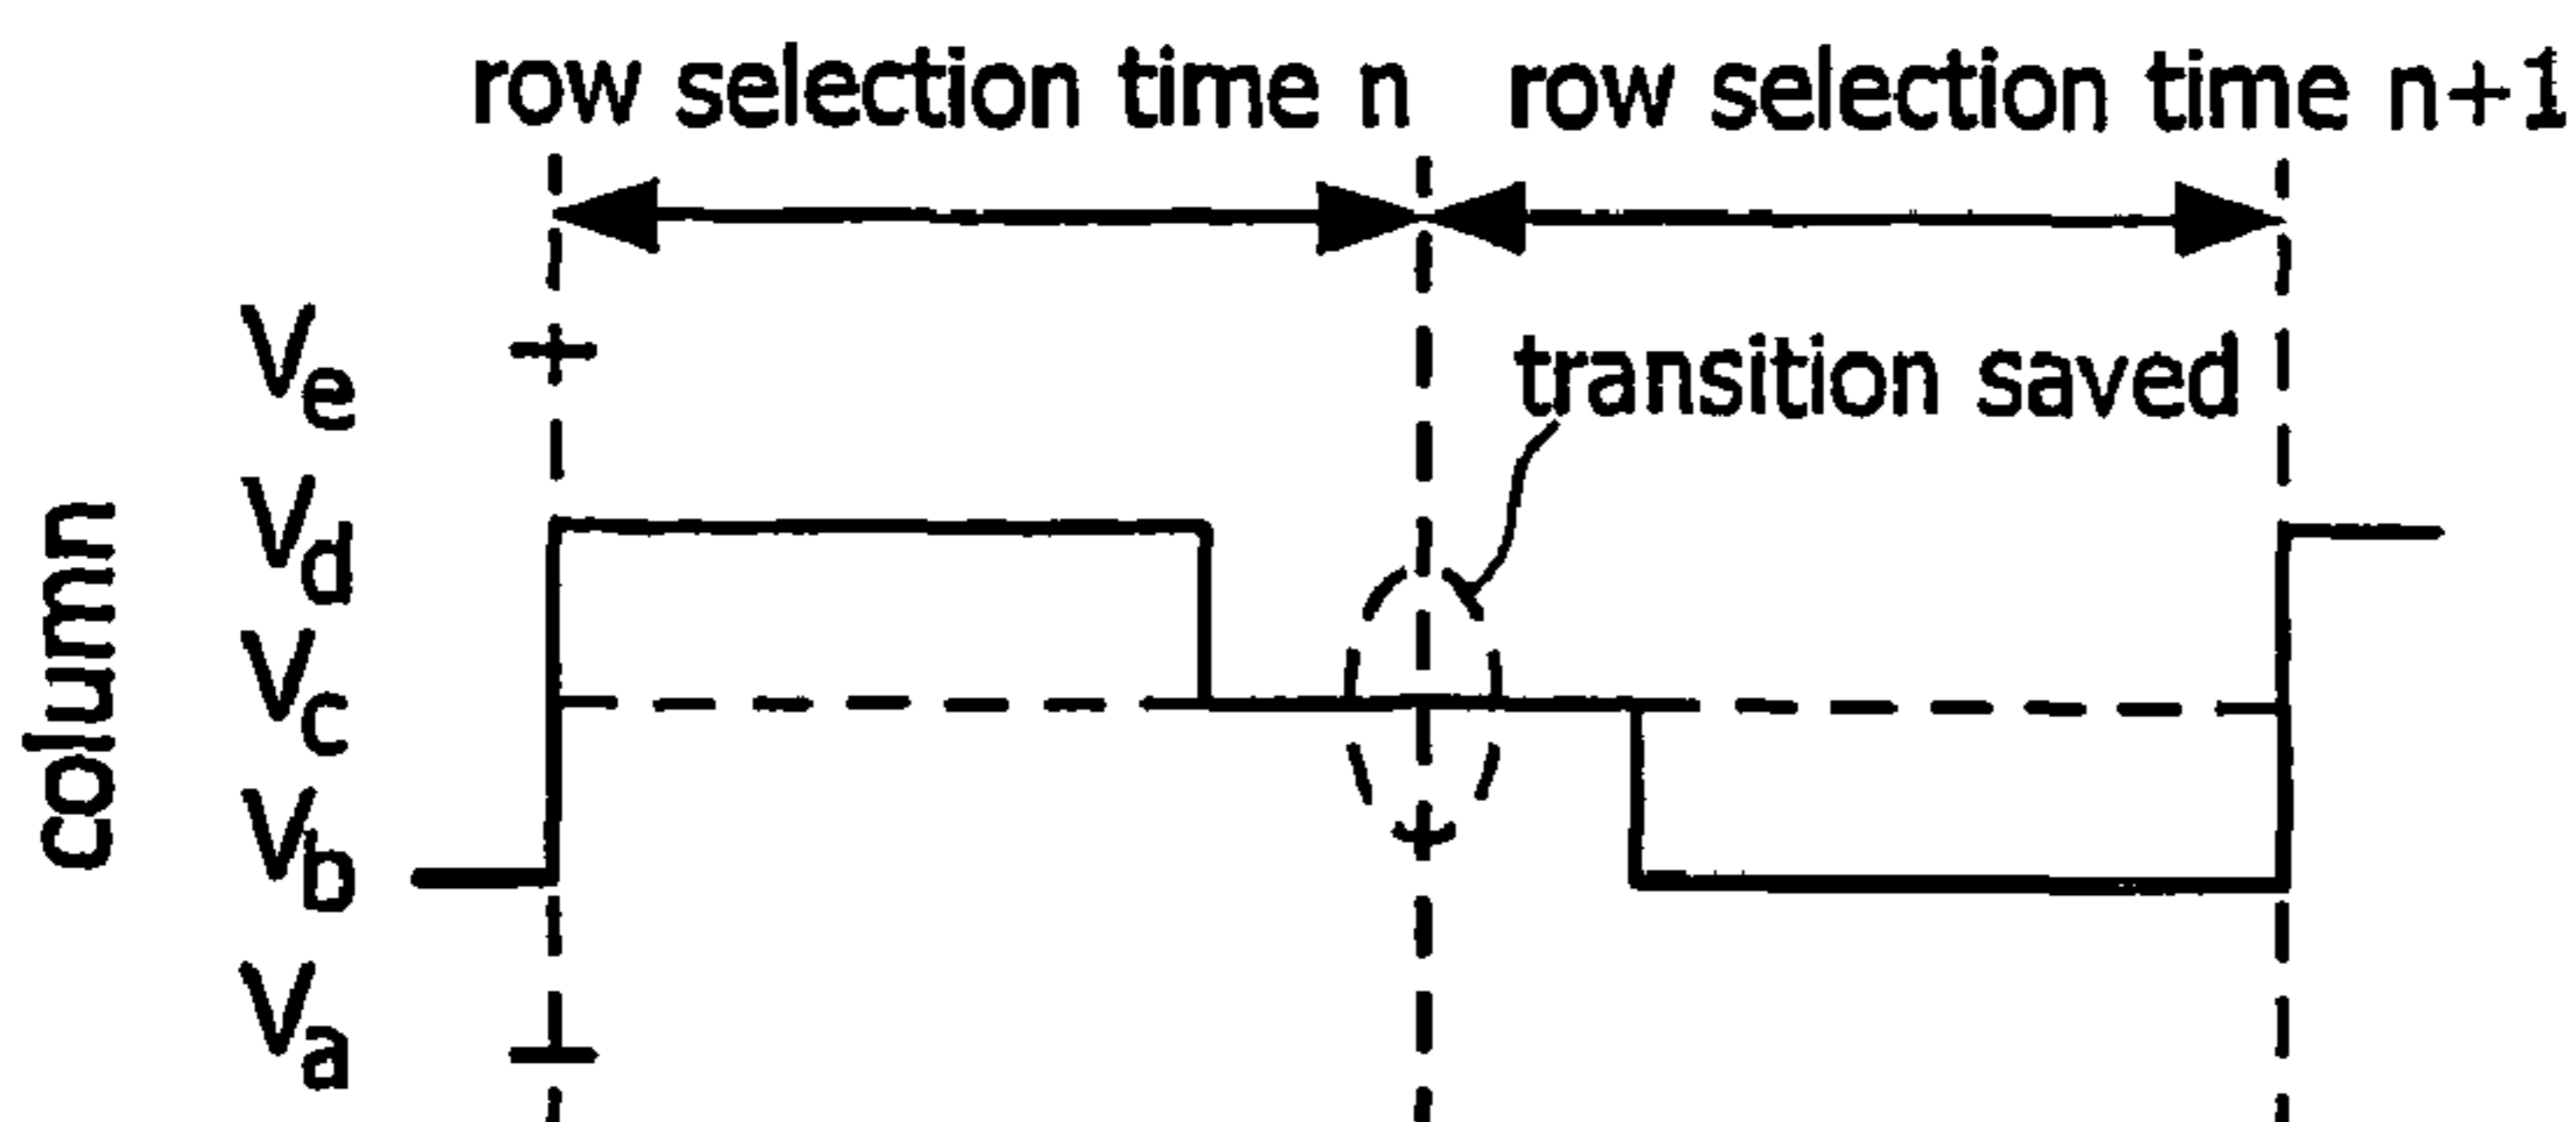 row selection time n
row selection time n+1
transition saved
column
Ve
Vd
Vc
Vb
Va